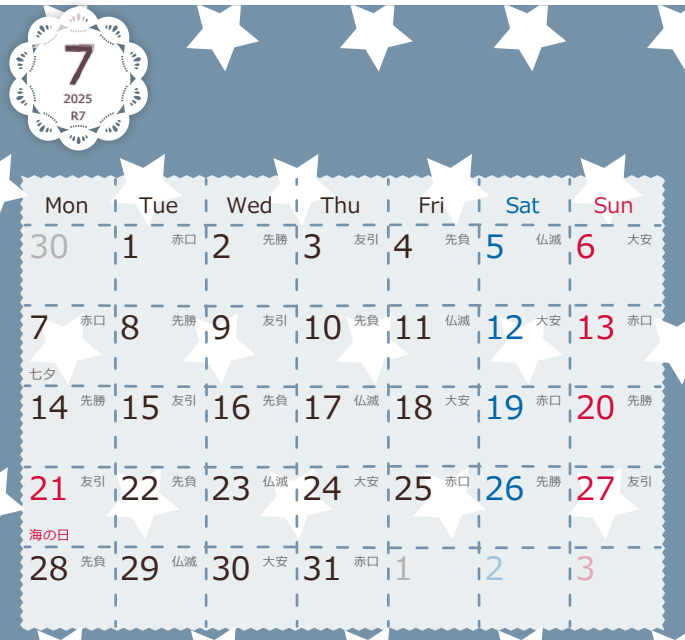 7
2025
R7
Mon Tue Wed Thu Fri Sat Sun
30 1 赤口 2 先勝 3 友引 4 先負 5 仏滅 6 大安
7 赤口 8 先勝 9 友引 10 先負 11 仏滅 12 大安 13 赤口
七夕
14 先勝 15 友引 16 先負 17 仏滅 18 大安 19 赤口 20 先勝
21 友引 22 先負 23 仏滅 24 大安 25 赤口 26 先勝 27 友引
海の日
28 先負 29 仏滅 30 大安 31 赤口 1 2 3